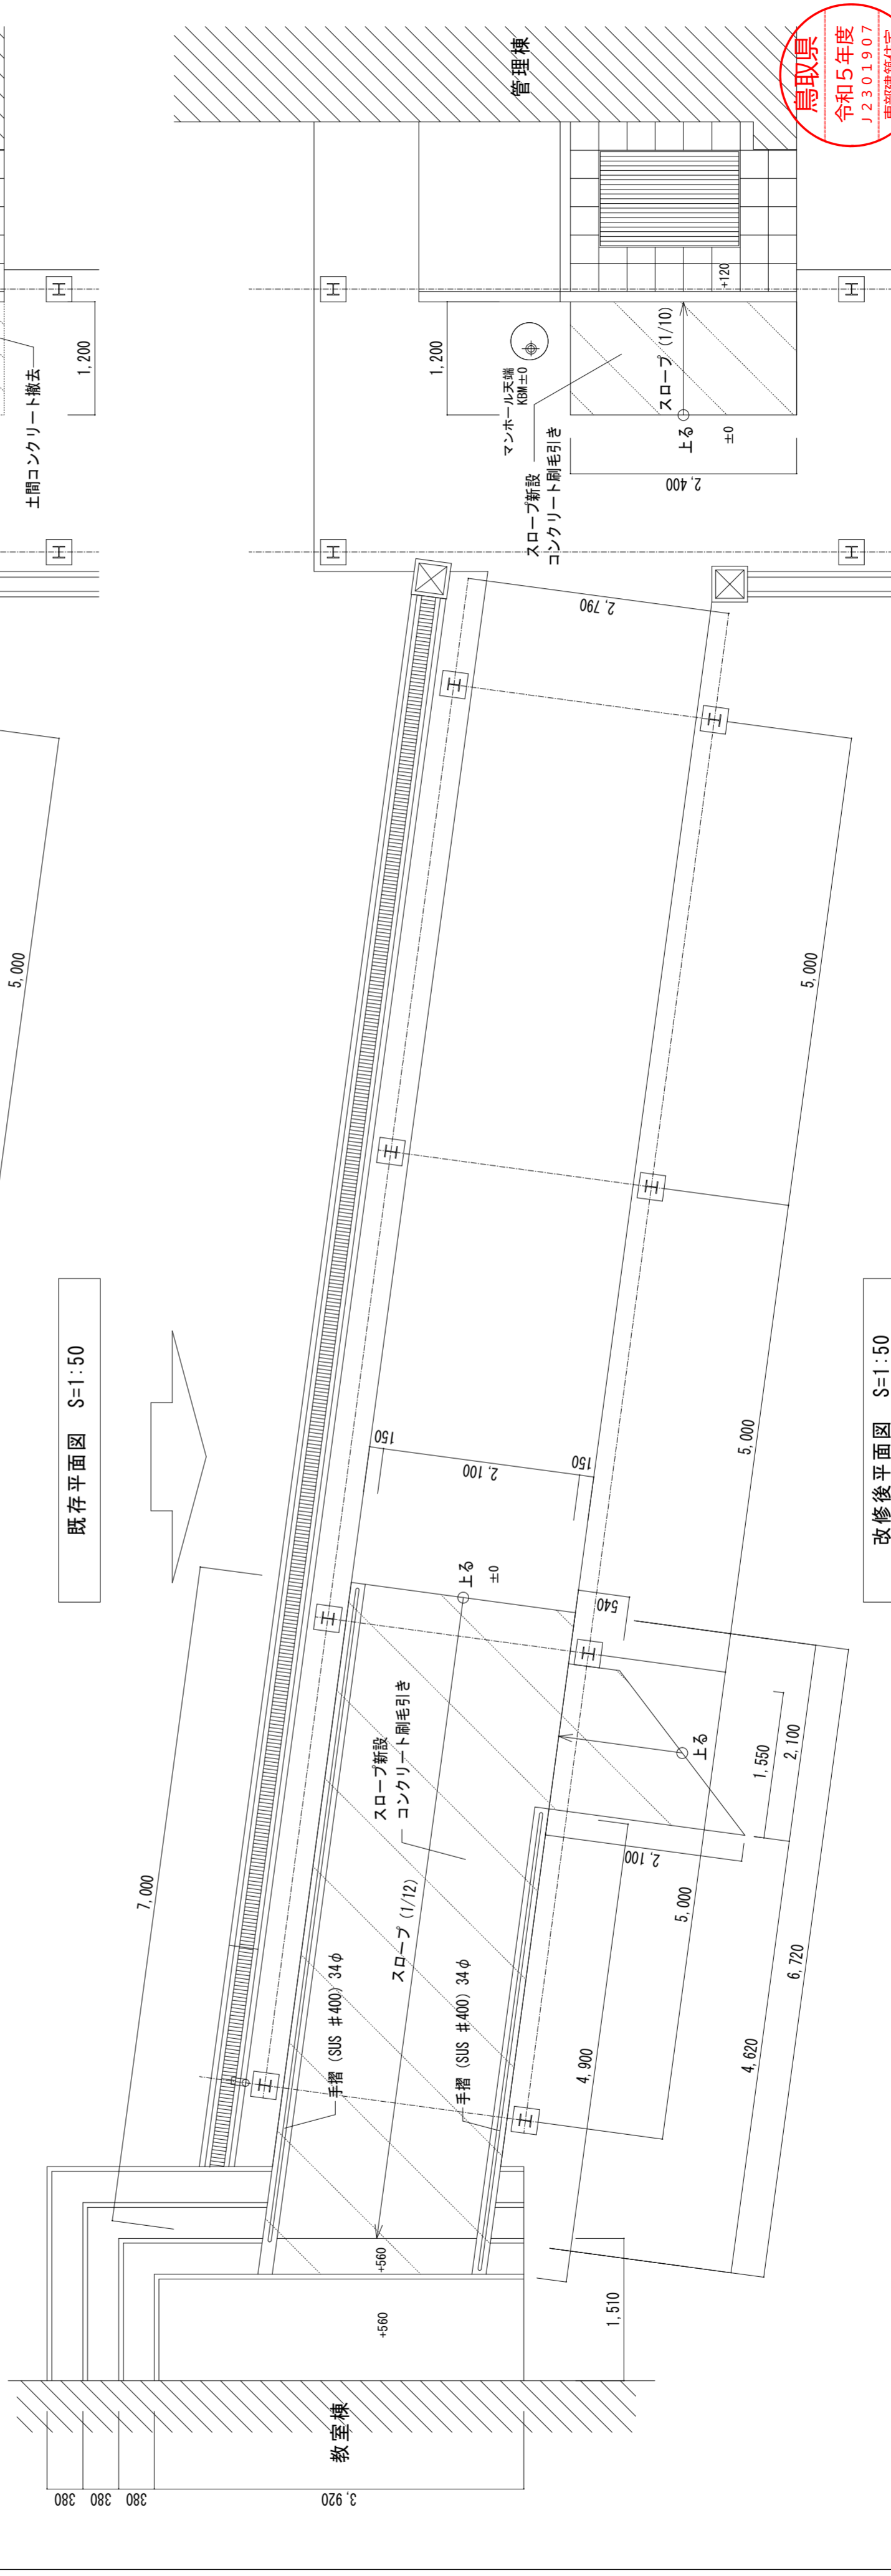 5,000
土間コンクリート撤去
1,200
H
H
既存平面図 S=1:50
管理棟
鳥取県
令和5年度
J2301907
H
H
1,200
マンホール天端
KBM±0
スロープ新設
コンクリート刷毛引き
スロープ (1/10)
+120
上る
±0
2,400
H
H
2,790
H
H
H
H
5,000
5,000
150
2,100
150
上る
±0
540
H
H
7,000
スロープ新設
コンクリート刷毛引き
スロープ (1/12)
手摺 (SUS #400) 34φ
手摺 (SUS #400) 34φ
上る
1,550
2,100
2,100
5,000
4,900
4,620
6,720
H
H
+560
+560
1,510
教室棟
380
380
380
3,920
改修後平面図 S=1:50